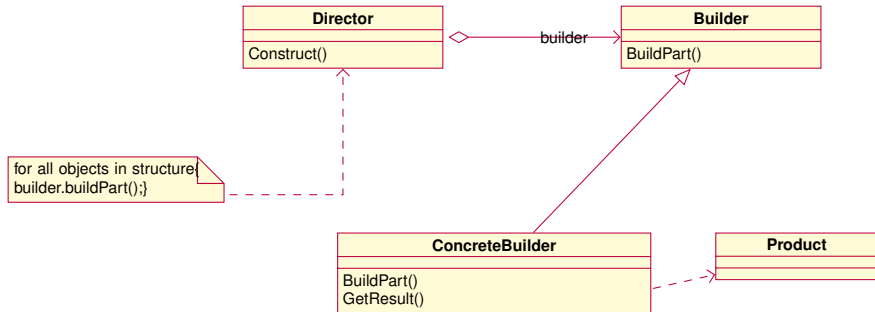 Director
Construct()
builder
Builder
BuildPart()
for all objects in structure{
builder.buildPart();}
ConcreteBuilder
BuildPart()
GetResult()
Product